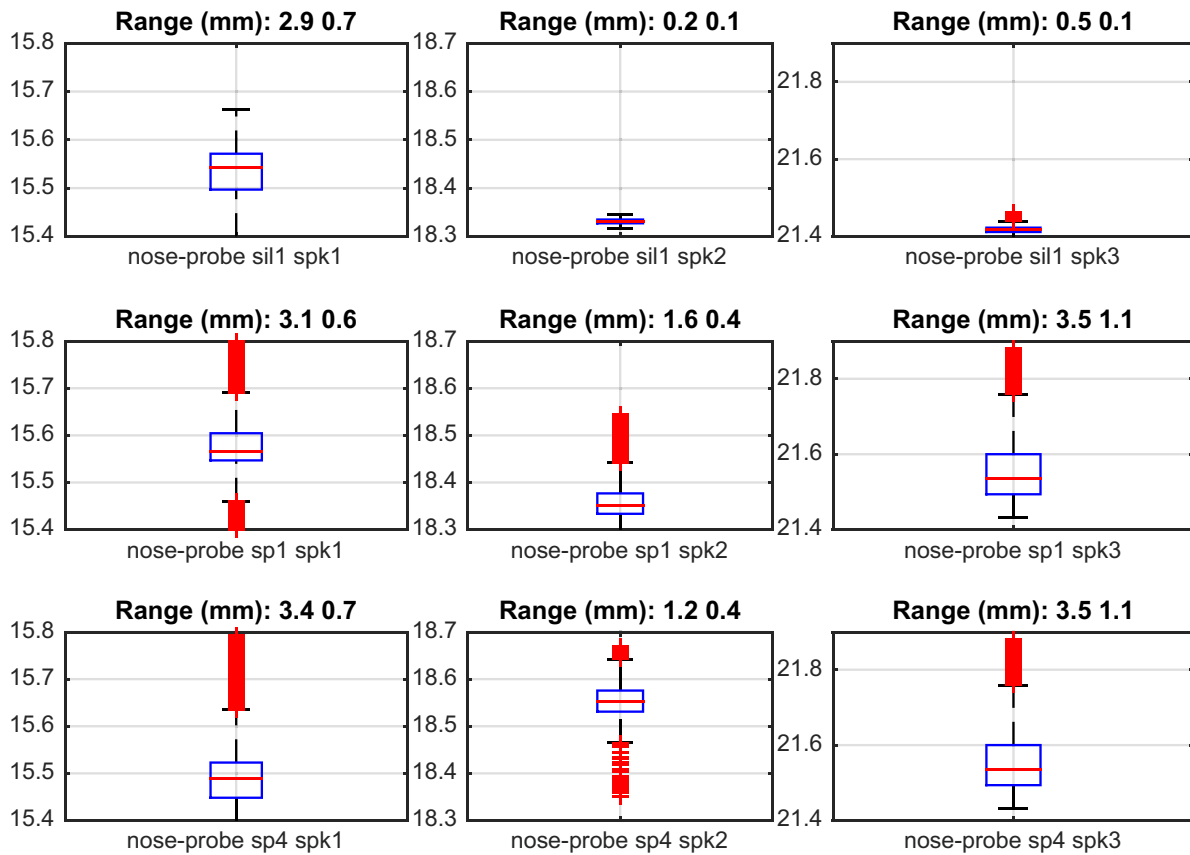 Range (mm): 2.9 0.7
15.8
15.7
15.6
15.5
15.4
nose-probe sil1 spk1
Range (mm): 0.2 0.1
18.7
18.6
18.5
18.4
18.3
nose-probe sil1 spk2
Range (mm): 0.5 0.1
21.8
21.6
21.4
nose-probe sil1 spk3
Range (mm): 3.1 0.6
15.8
15.7
15.6
15.5
15.4
nose-probe sp1 spk1
Range (mm): 1.6 0.4
18.7
18.6
18.5
18.4
18.3
nose-probe sp1 spk2
Range (mm): 3.5 1.1
21.8
21.6
21.4
nose-probe sp1 spk3
Range (mm): 3.4 0.7
15.8
15.7
15.6
15.5
15.4
nose-probe sp4 spk1
Range (mm): 1.2 0.4
18.7
18.6
18.5
18.4
18.3
nose-probe sp4 spk2
Range (mm): 3.5 1.1
21.8
21.6
21.4
nose-probe sp4 spk3